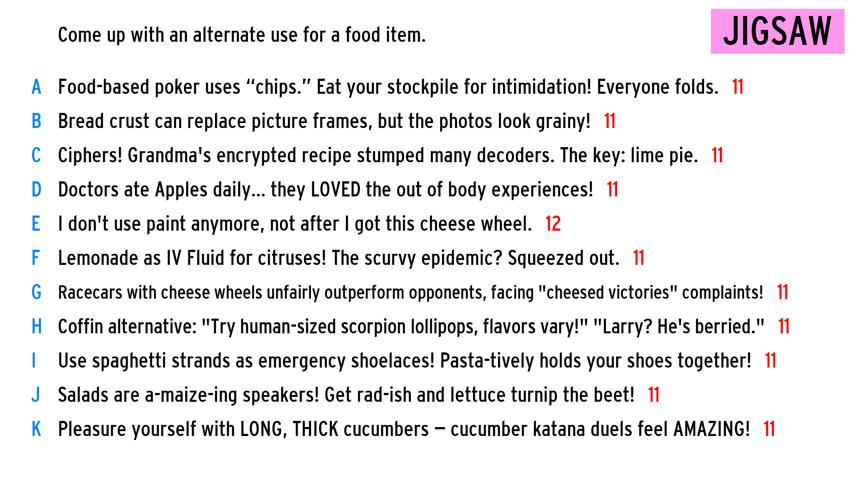 Come up with an alternate use for a food item.
JIGSAW
A Food-based poker uses “chips.” Eat your stockpile for intimidation! Everyone folds. 11
B Bread crust can replace picture frames, but the photos look grainy! 11
C Ciphers! Grandma's encrypted recipe stumped many decoders. The key: lime pie. 11
D Doctors ate Apples daily... they LOVED the out of body experiences! 11
E I don't use paint anymore, not after I got this cheese wheel. 12
F Lemonade as IV Fluid for citruses! The scurvy epidemic? Squeezed out. 11
G Racecars with cheese wheels unfairly outperform opponents, facing "cheesed victories" complaints! 11
H Coffin alternative: "Try human-sized scorpion lollipops, flavors vary!" "Larry? He's berried." 11
I Use spaghetti strands as emergency shoelaces! Pasta-tively holds your shoes together! 11
J Salads are a-maize-ing speakers! Get rad-ish and lettuce turnip the beet! 11
K Pleasure yourself with LONG, THICK cucumbers — cucumber katana duels feel AMAZING! 11